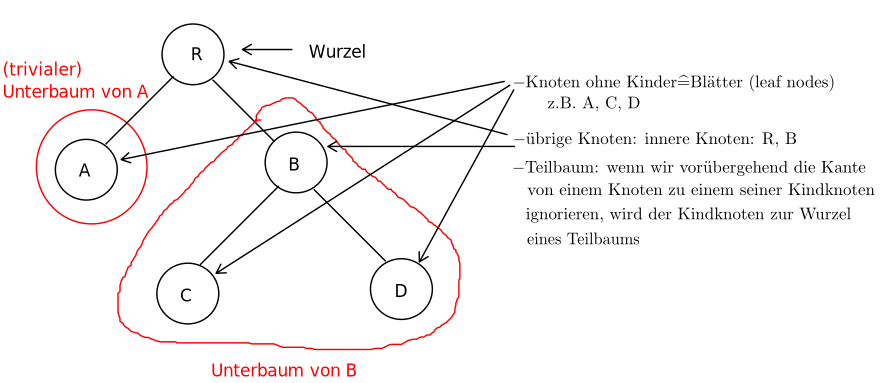 R
Wurzel
(trivialer)
Unterbaum von A
A
B
C
D
Unterbaum von B
−Knoten ohne Kinder≙Blätter (leaf nodes)
z.B. A, C, D
−übrige Knoten: innere Knoten: R, B
−Teilbaum: wenn wir vorübergehend die Kante
von einem Knoten zu einem seiner Kindknoten
ignorieren, wird der Kindknoten zur Wurzel
eines Teilbaums